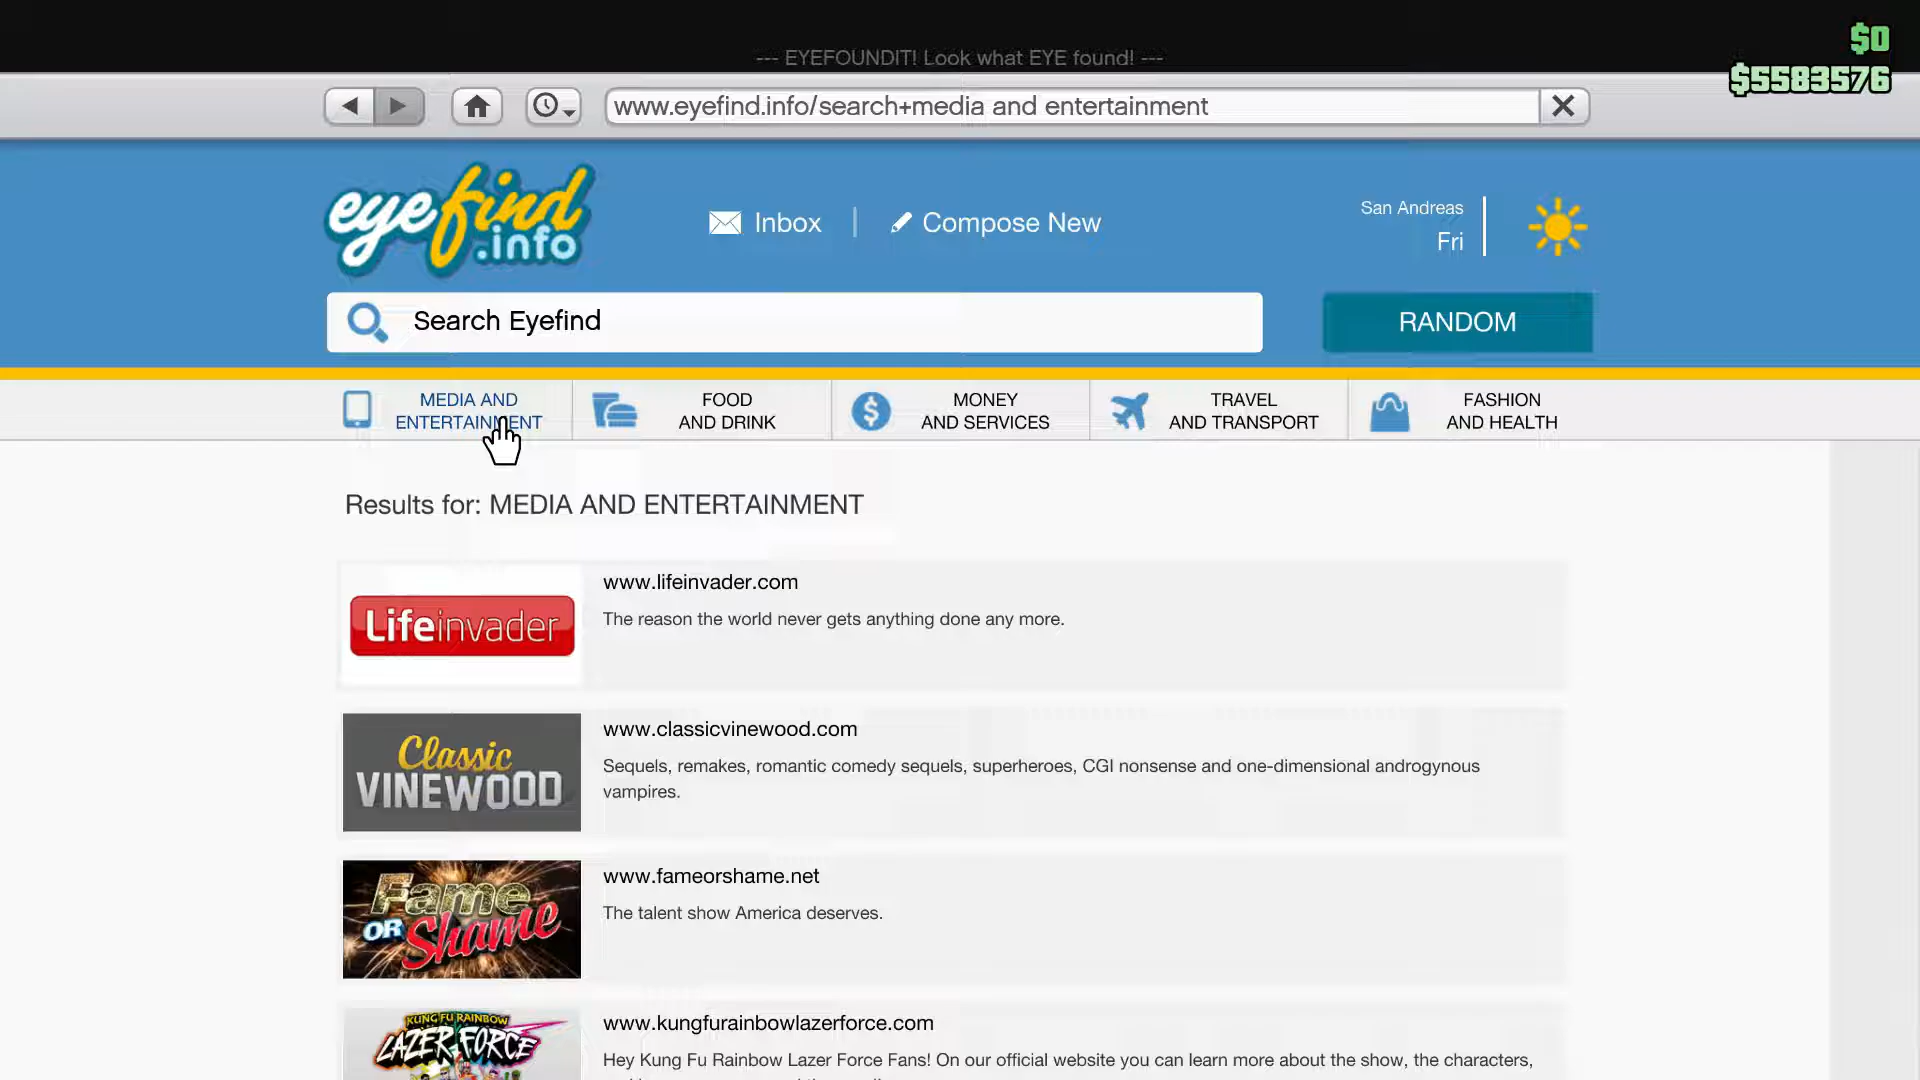 $0
--- EYEFOUNDIT! Look what EYE found! ---
$5583576
www.eyefind.info/search+media and entertainment
eyefind
.info
Inbox
Compose New
San Andreas
Fri
Search Eyefind
RANDOM
MEDIA AND
ENTERTAINMENT
FOOD
AND DRINK
MONEY
AND SERVICES
TRAVEL
AND TRANSPORT
FASHION
AND HEALTH
Results for: MEDIA AND ENTERTAINMENT
Lifeinvader
www.lifeinvader.com
The reason the world never gets anything done any more.
Classic
VINEWOOD
www.classicvinewood.com
Sequels, remakes, romantic comedy sequels, superheroes, CGI nonsense and one-dimensional androgynous
vampires.
Fame
OR Shame
www.fameorshame.net
The talent show America deserves.
KUNG FU RAINBOW
LAZER FORCE
www.kungfurainbowlazerforce.com
Hey Kung Fu Rainbow Lazer Force Fans! On our official website you can learn more about the show, the characters,